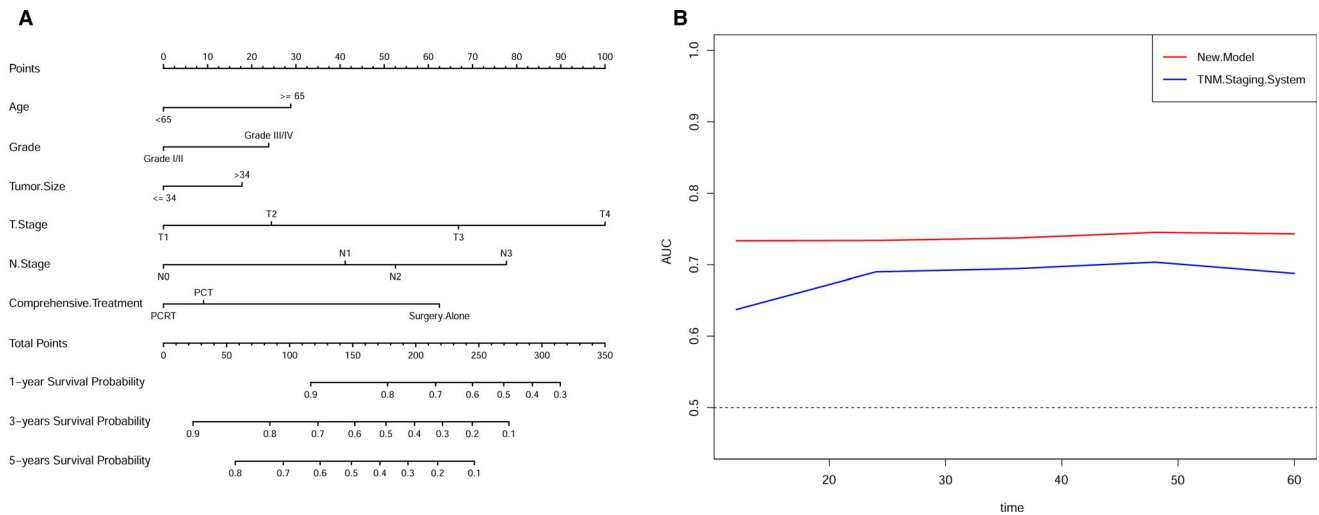 A
Points
0 10 20 30 40 50 60 70 80 90 100
Age
>= 65
<65
Grade
Grade III/IV
Grade I/II
Tumor.Size
>34
<= 34
T.Stage
T2 T4
T1 T3
N.Stage
N1 N3
N0 N2
Comprehensive.Treatment
PCT
PCRT Surgery.Alone
Total Points
0 50 100 150 200 250 300 350
1−year Survival Probability
0.9 0.8 0.7 0.6 0.5 0.4 0.3
3−years Survival Probability
0.9 0.8 0.7 0.6 0.5 0.4 0.3 0.2 0.1
5−years Survival Probability
0.8 0.7 0.6 0.5 0.4 0.3 0.2 0.1
B
New.Model
TNM.Staging.System
1.0
0.9
0.8
0.7
0.6
0.5
AUC
20 30 40 50 60
time